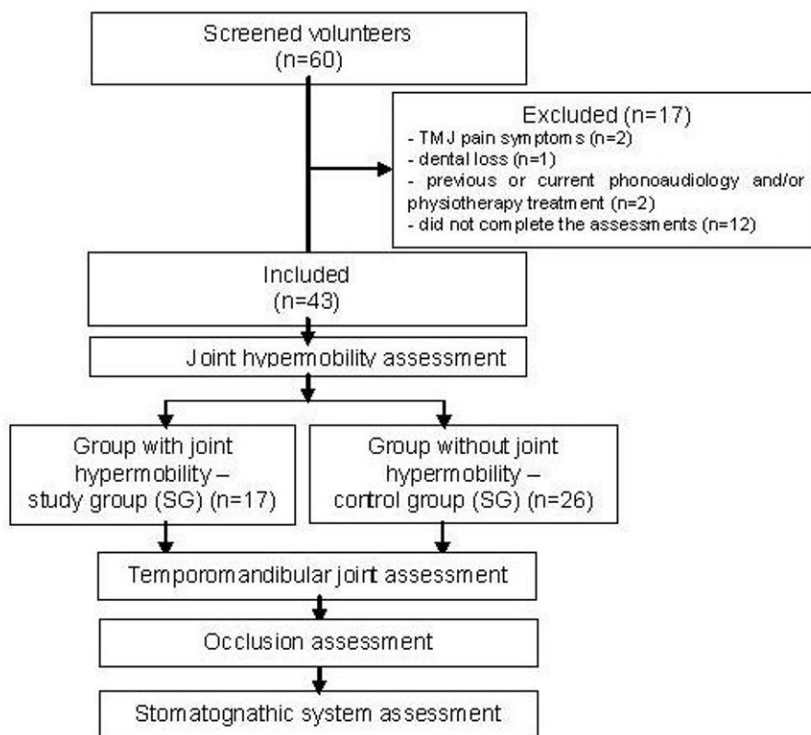 Screened volunteers
(n=60)
Excluded (n=17)
- TMJ pain symptoms (n=2)
- dental loss (n=1)
- previous or current phonoaudiology and/or
physiotherapy treatment (n=2)
- did not complete the assessments (n=12)
Included
(n=43)
Joint hypermobility assessment
Group with joint
hypermobility –
study group (SG) (n=17)
Group without joint
hypermobility –
control group (SG) (n=26)
Temporomandibular joint assessment
Occlusion assessment
Stomatognathic system assessment